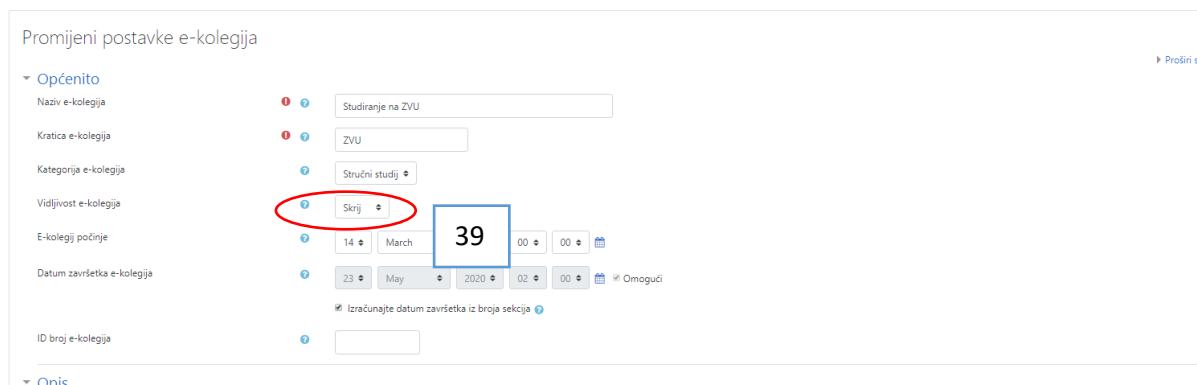 Promijeni postavke e-kolegija
Proširi s
Općenito
Naziv e-kolegija Studiranje na ZVU
Kratica e-kolegija ZVU
Kategorija e-kolegija Stručni studij
Vidljivost e-kolegija Skrij
E-kolegij počinje 14 March 39 00 00
Datum završetka e-kolegija 23 May 2020 02 00 Omogući
Izračunajte datum završetka iz broja sekcija
ID broj e-kolegija
Opis